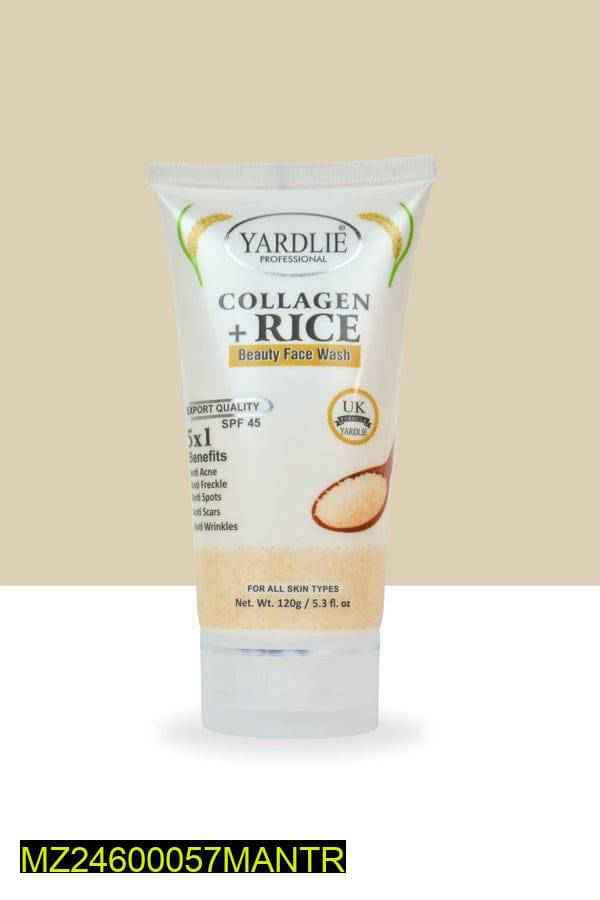 YARDLIE®
PROFESSIONAL
COLLAGEN
+ RICE
Beauty Face Wash
EXPORT QUALITY
SPF 45
5x1
Benefits
Anti Acne
Anti Freckle
Anti Spots
Anti Scars
Anti Wrinkles
UK
FORMULA
YARDLIE
FOR ALL SKIN TYPES
Net. Wt. 120g / 5.3 fl. oz
MZ24600057MANTR